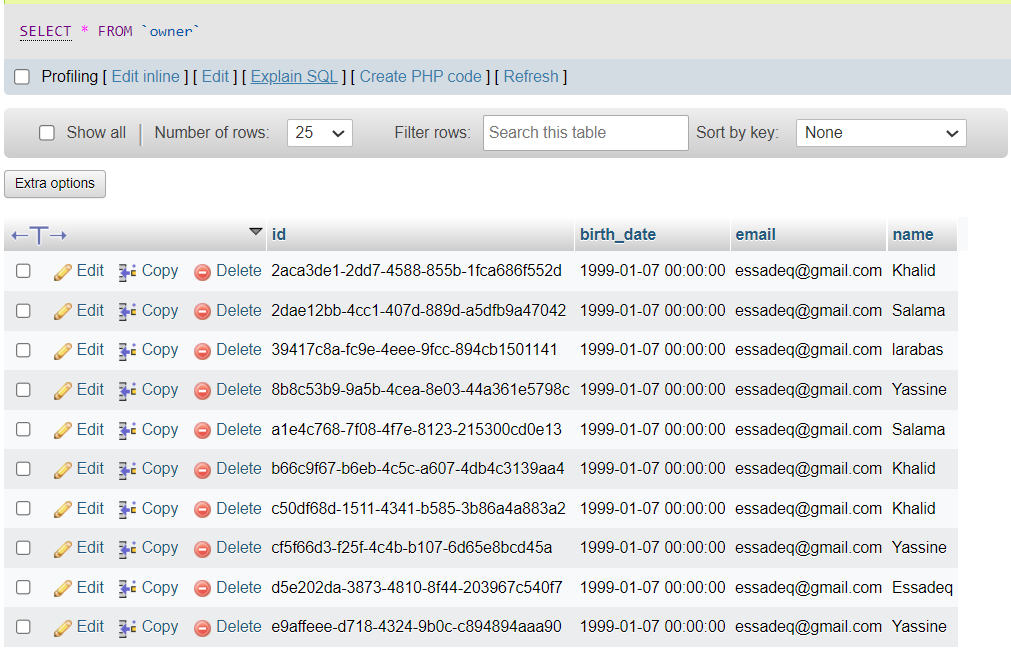 SELECT * FROM `owner`
Profiling [ Edit inline ] [ Edit ] [ Explain SQL ] [ Create PHP code ] [ Refresh ]
Show all | Number of rows: 25 Filter rows: Search this table Sort by key: None
Extra options
←T→ id birth_date email name
Edit Copy Delete 2aca3de1-2dd7-4588-855b-1fca686f552d 1999-01-07 00:00:00 essadeq@gmail.com Khalid
Edit Copy Delete 2dae12bb-4cc1-407d-889d-a5dfb9a47042 1999-01-07 00:00:00 essadeq@gmail.com Salama
Edit Copy Delete 39417c8a-fc9e-4eee-9fcc-894cb1501141 1999-01-07 00:00:00 essadeq@gmail.com larabas
Edit Copy Delete 8b8c53b9-9a5b-4cea-8e03-44a361e5798c 1999-01-07 00:00:00 essadeq@gmail.com Yassine
Edit Copy Delete a1e4c768-7f08-4f7e-8123-215300cd0e13 1999-01-07 00:00:00 essadeq@gmail.com Salama
Edit Copy Delete b66c9f67-b6eb-4c5c-a607-4db4c3139aa4 1999-01-07 00:00:00 essadeq@gmail.com Khalid
Edit Copy Delete c50df68d-1511-4341-b585-3b86a4a883a2 1999-01-07 00:00:00 essadeq@gmail.com Khalid
Edit Copy Delete cf5f66d3-f25f-4c4b-b107-6d65e8bcd45a 1999-01-07 00:00:00 essadeq@gmail.com Yassine
Edit Copy Delete d5e202da-3873-4810-8f44-203967c540f7 1999-01-07 00:00:00 essadeq@gmail.com Essadeq
Edit Copy Delete e9affeee-d718-4324-9b0c-c894894aaa90 1999-01-07 00:00:00 essadeq@gmail.com Yassine